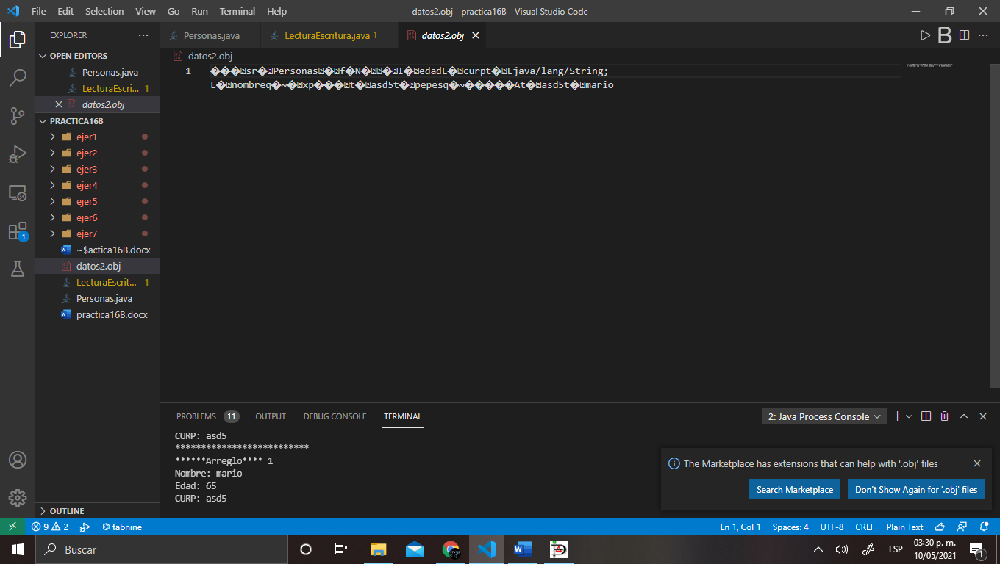 File Edit Selection View Go Run Terminal Help
datos2.obj - practica16B - Visual Studio Code
EXPLORER
OPEN EDITORS
Personas.java
LecturaEscri... 1
datos2.obj
PRACTICA16B
ejer1
ejer2
ejer3
ejer4
ejer5
ejer6
ejer7
~$actica16B.docx
datos2.obj
LecturaEscrit... 1
Personas.java
practica16B.docx
OUTLINE
Personas.java
LecturaEscritura.java 1
datos2.obj
B
datos2.obj
1 ���sr�Personas�f�N��I�edadL�curpt�Ljava/lang/String;
L�nombreq�~�xp���t�asd5t�pepesq�~�����At�asd5t�mario
PROBLEMS 11 OUTPUT DEBUG CONSOLE TERMINAL
2: Java Process Console
CURP: asd5
**************************
******Arreglo**** 1
Nombre: mario
Edad: 65
CURP: asd5
The Marketplace has extensions that can help with '.obj' files
Search Marketplace
Don't Show Again for '.obj' files
1
9 2 tabnine
Ln 1, Col 1 Spaces: 4 UTF-8 CRLF Plain Text
Buscar
ESP
03:30 p. m.
10/05/2021
1